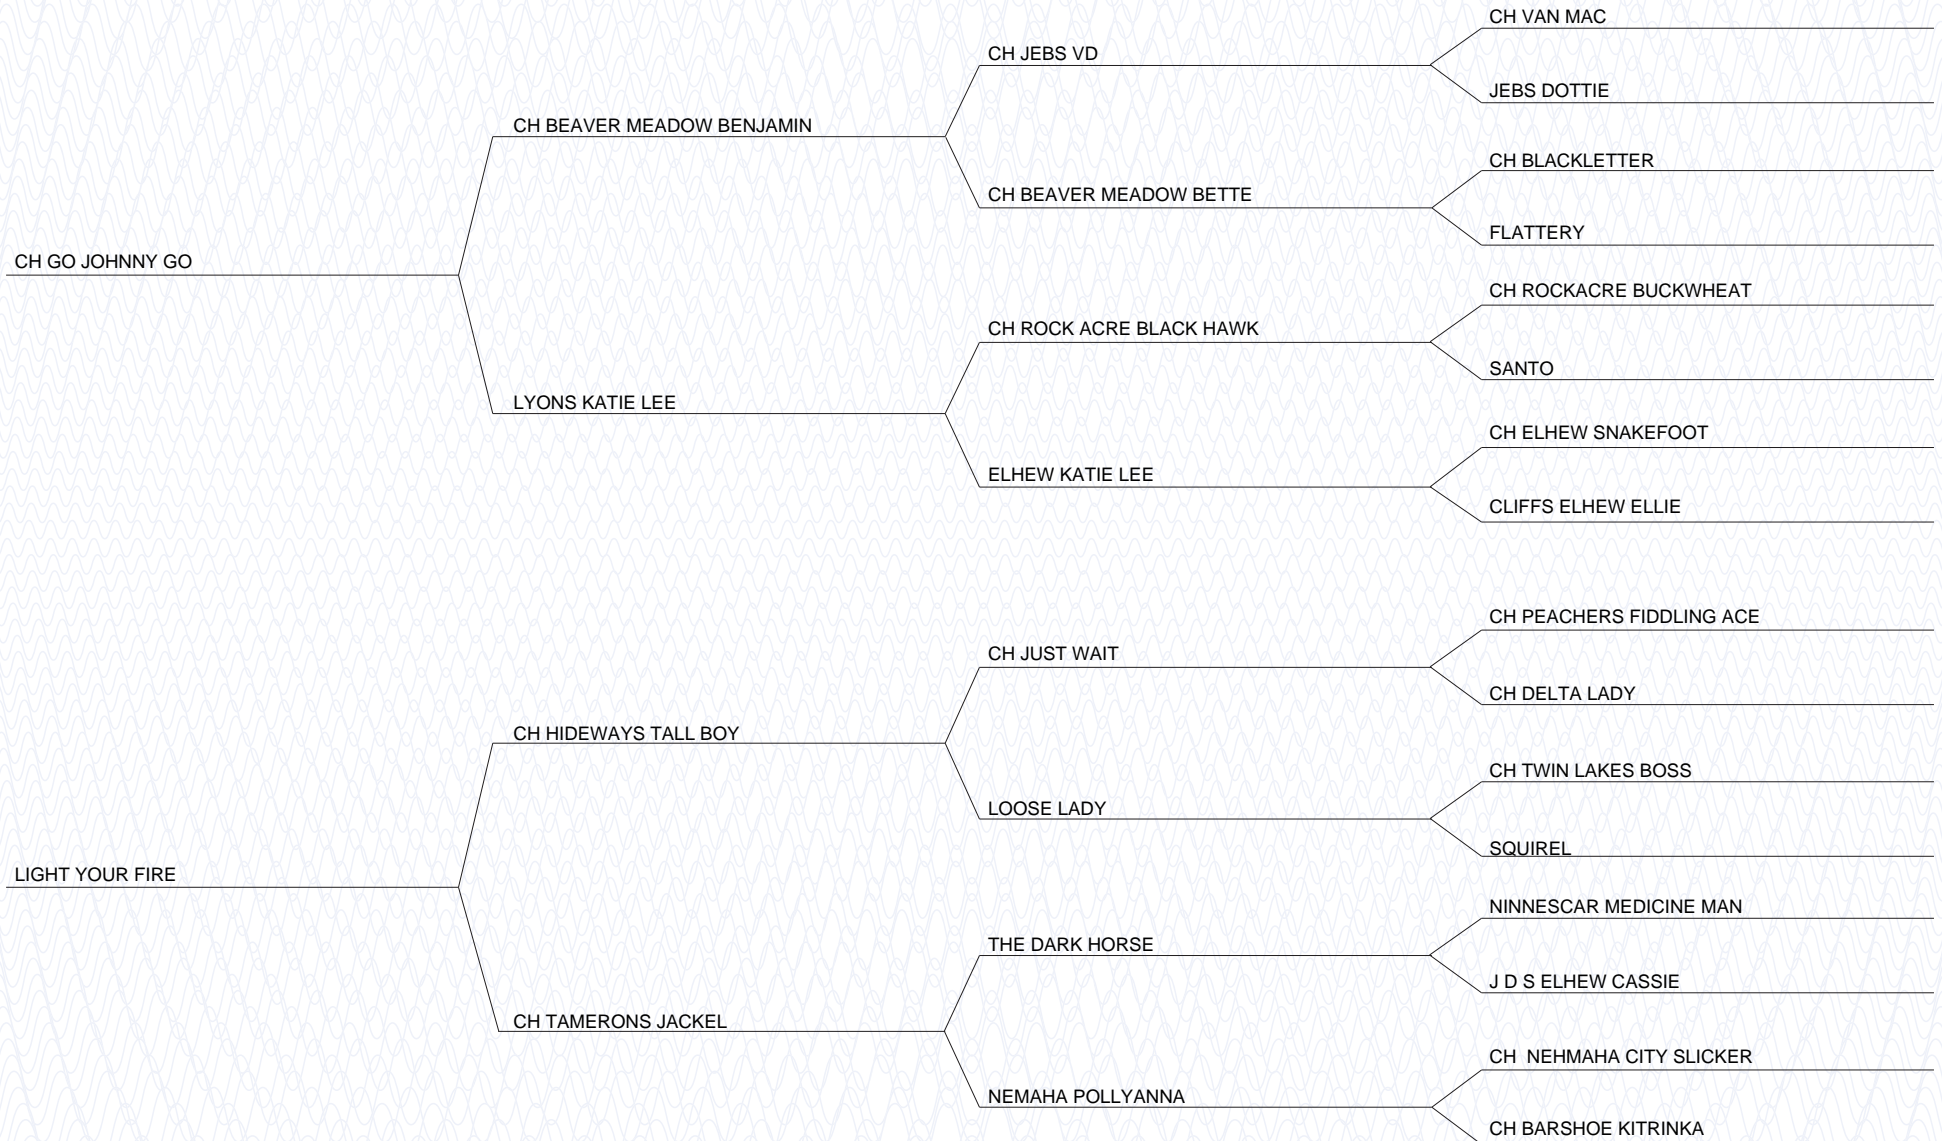 CH VAN MAC
CH JEBS VD
JEBS DOTTIE
CH BEAVER MEADOW BENJAMIN
CH BLACKLETTER
CH BEAVER MEADOW BETTE
FLATTERY
CH GO JOHNNY GO
CH ROCKACRE BUCKWHEAT
CH ROCK ACRE BLACK HAWK
SANTO
LYONS KATIE LEE
CH ELHEW SNAKEFOOT
ELHEW KATIE LEE
CLIFFS ELHEW ELLIE
CH PEACHERS FIDDLING ACE
CH JUST WAIT
CH DELTA LADY
CH HIDEWAYS TALL BOY
CH TWIN LAKES BOSS
LOOSE LADY
SQUIREL
LIGHT YOUR FIRE
NINNESCAR MEDICINE MAN
THE DARK HORSE
J D S ELHEW CASSIE
CH TAMERONS JACKEL
CH  NEHMAHA CITY SLICKER
NEMAHA POLLYANNA
CH BARSHOE KITRINKA